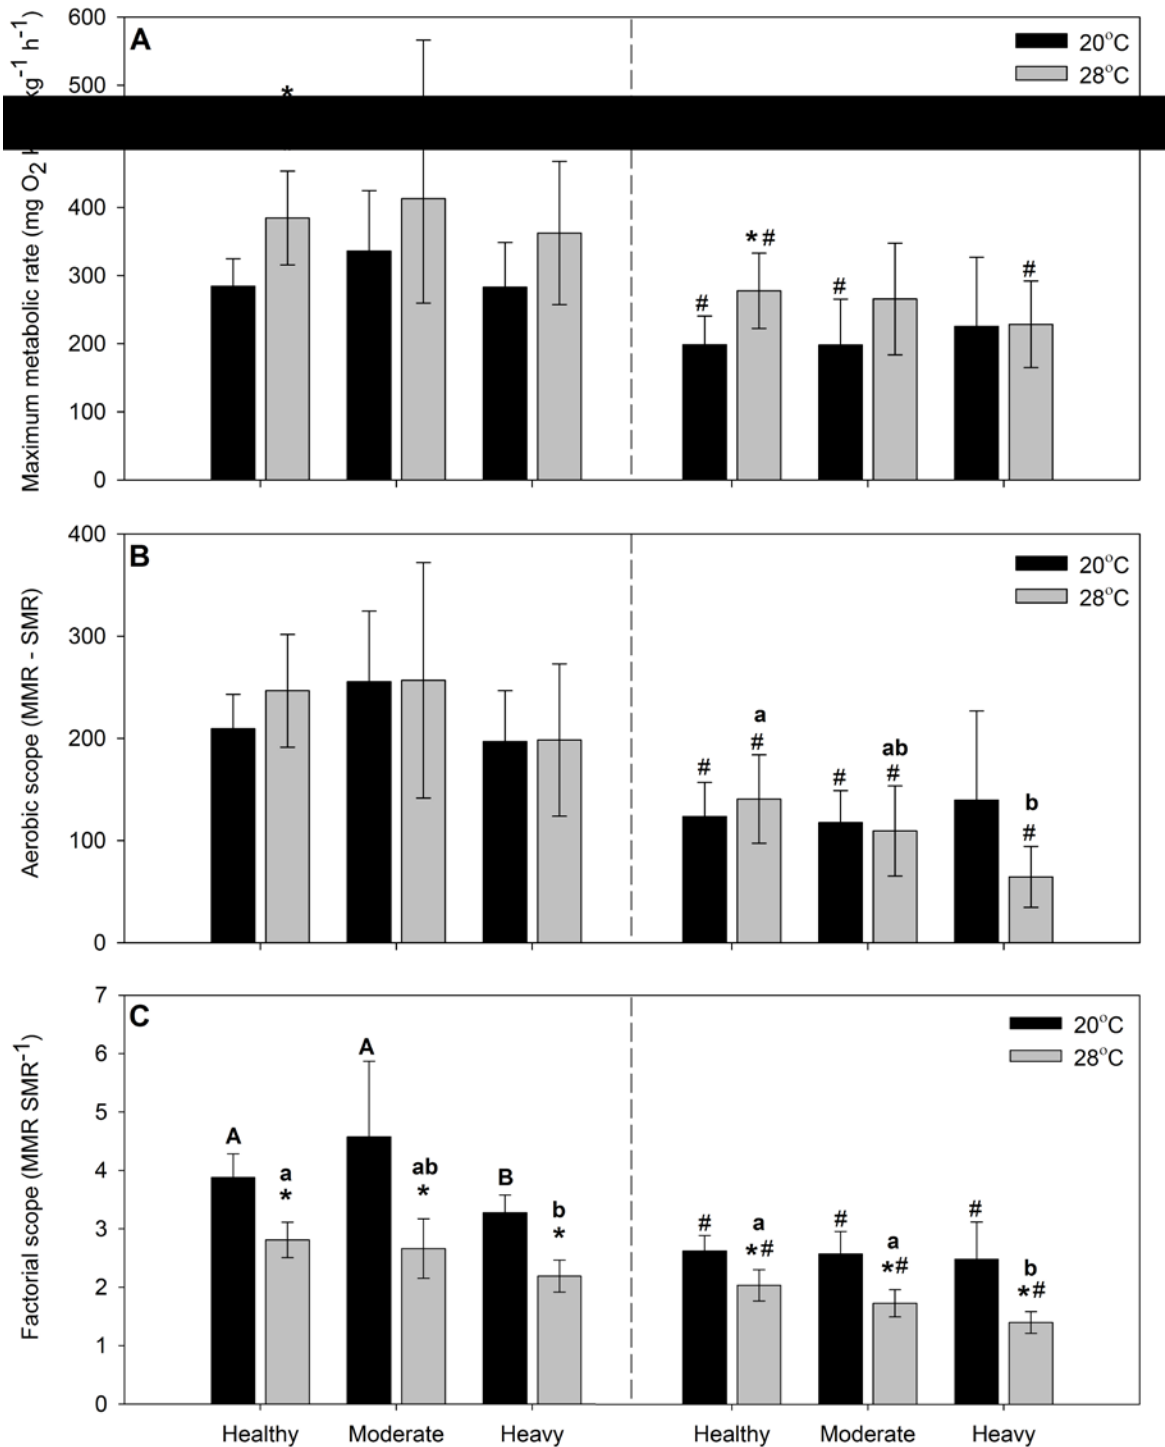 600
A
20°C
28°C
500
*
400
300
200
100
0
*#
#
#
#
Maximum metabolic rate (mg O2 kg-1 h-1)
400
B
20°C
28°C
300
200
100
0
a
#
#
ab
#
#
b
#
Aerobic scope (MMR - SMR)
7
C
20°C
28°C
6
5
4
3
2
1
0
A
a
*
A
ab
*
B
b
*
#
a
*#
#
a
*#
#
b
*#
Factorial scope (MMR SMR-1)
Healthy Moderate Heavy Healthy Moderate Heavy